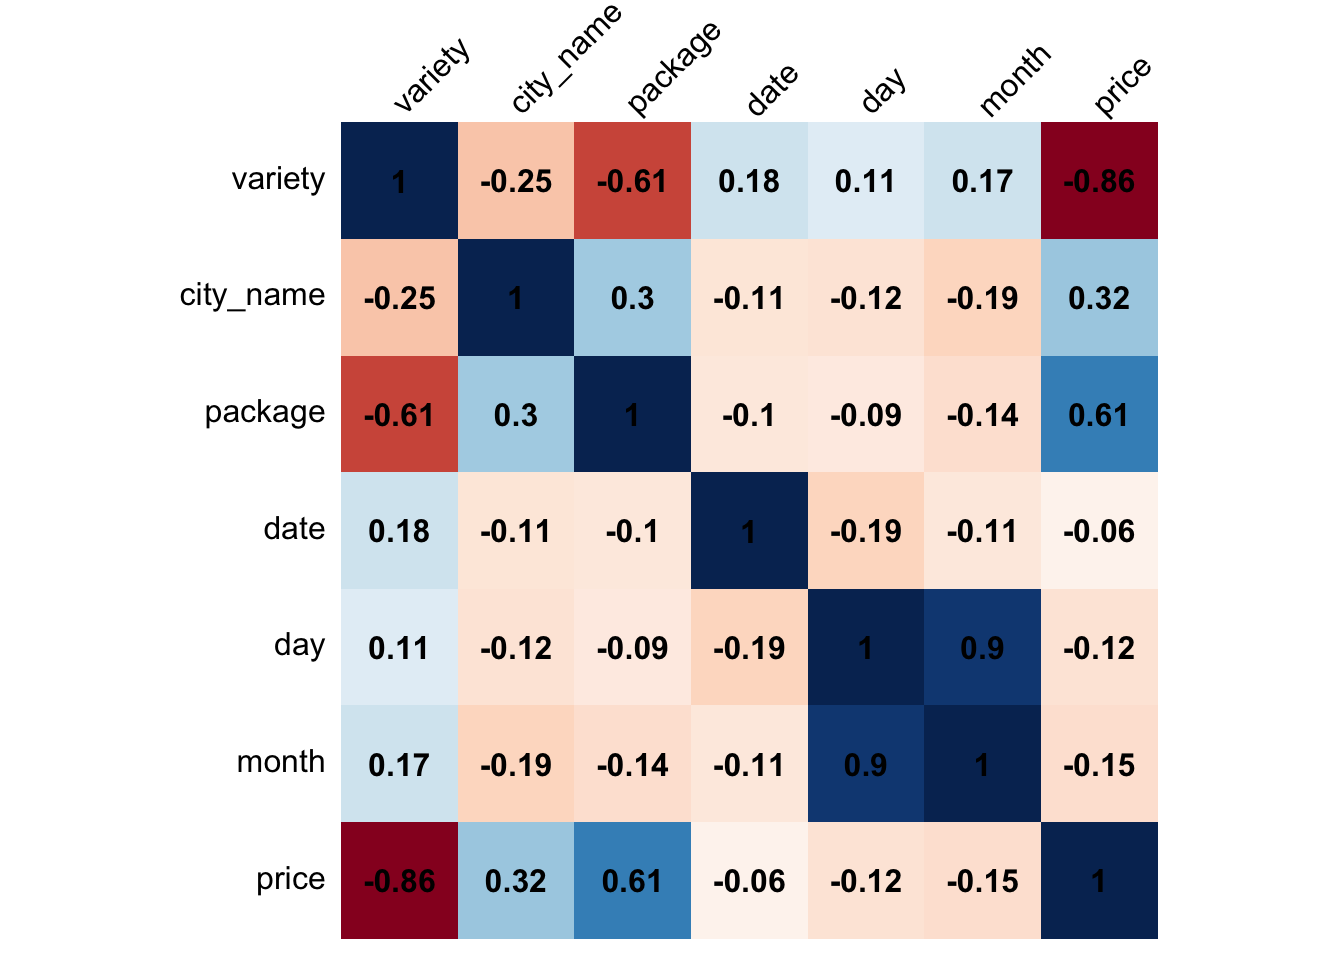 variety city_name package date day month price
variety 1 -0.25 -0.61 0.18 0.11 0.17 -0.86
city_name -0.25 1 0.3 -0.11 -0.12 -0.19 0.32
package -0.61 0.3 1 -0.1 -0.09 -0.14 0.61
date 0.18 -0.11 -0.1 1 -0.19 -0.11 -0.06
day 0.11 -0.12 -0.09 -0.19 1 0.9 -0.12
month 0.17 -0.19 -0.14 -0.11 0.9 1 -0.15
price -0.86 0.32 0.61 -0.06 -0.12 -0.15 1